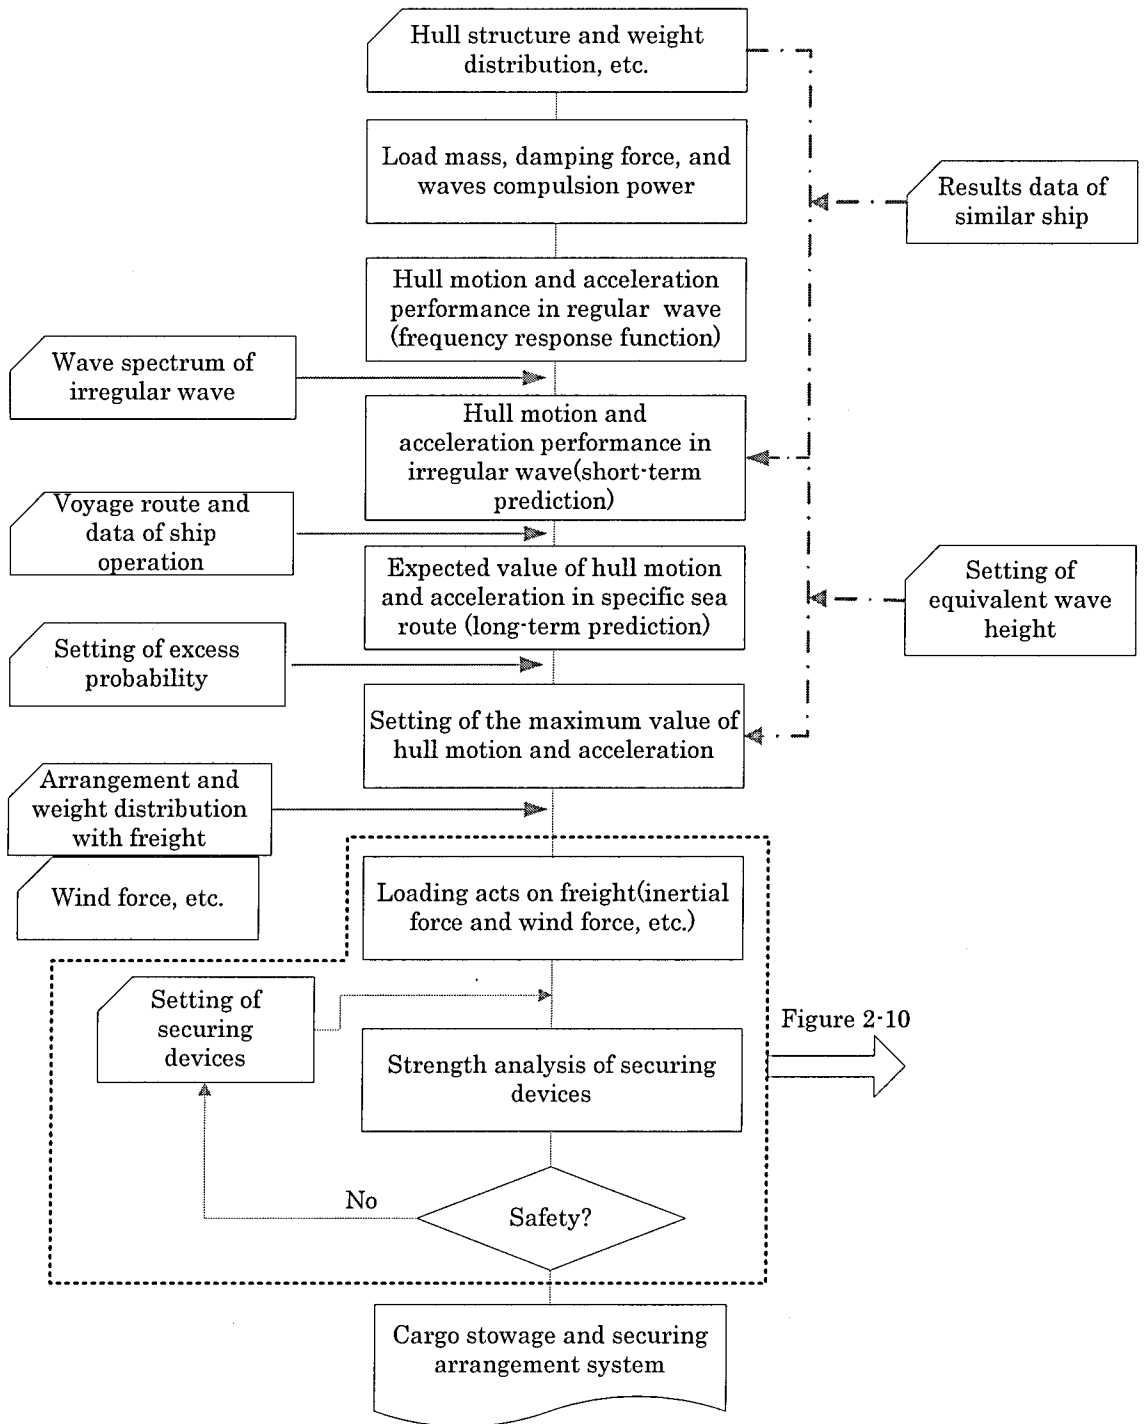 Hull structure and weight
distribution, etc.
Load mass, damping force, and
waves compulsion power
Results data of
similar ship
Hull motion and acceleration
performance in regular wave
(frequency response function)
Wave spectrum of
irregular wave
Hull motion and
acceleration performance in
irregular wave(short-term
prediction)
Voyage route and
data of ship
operation
Expected value of hull motion
and acceleration in specific sea
route (long-term prediction)
Setting of
equivalent wave
height
Setting of excess
probability
Setting of the maximum value of
hull motion and acceleration
Arrangement and
weight distribution
with freight
Wind force, etc.
Loading acts on freight(inertial
force and wind force, etc.)
Setting of
securing
devices
Figure 2-10
Strength analysis of securing
devices
No
Safety?
Cargo stowage and securing
arrangement system